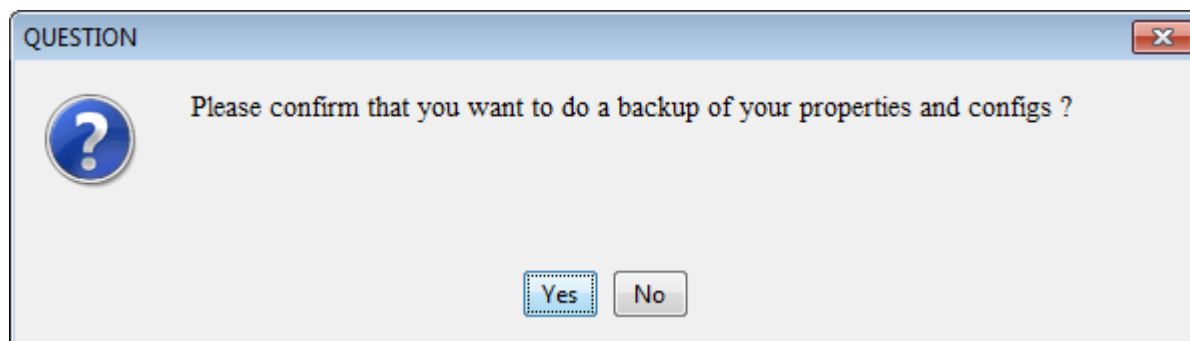 QUESTION
Please confirm that you want to do a backup of your properties and configs ?
Yes No